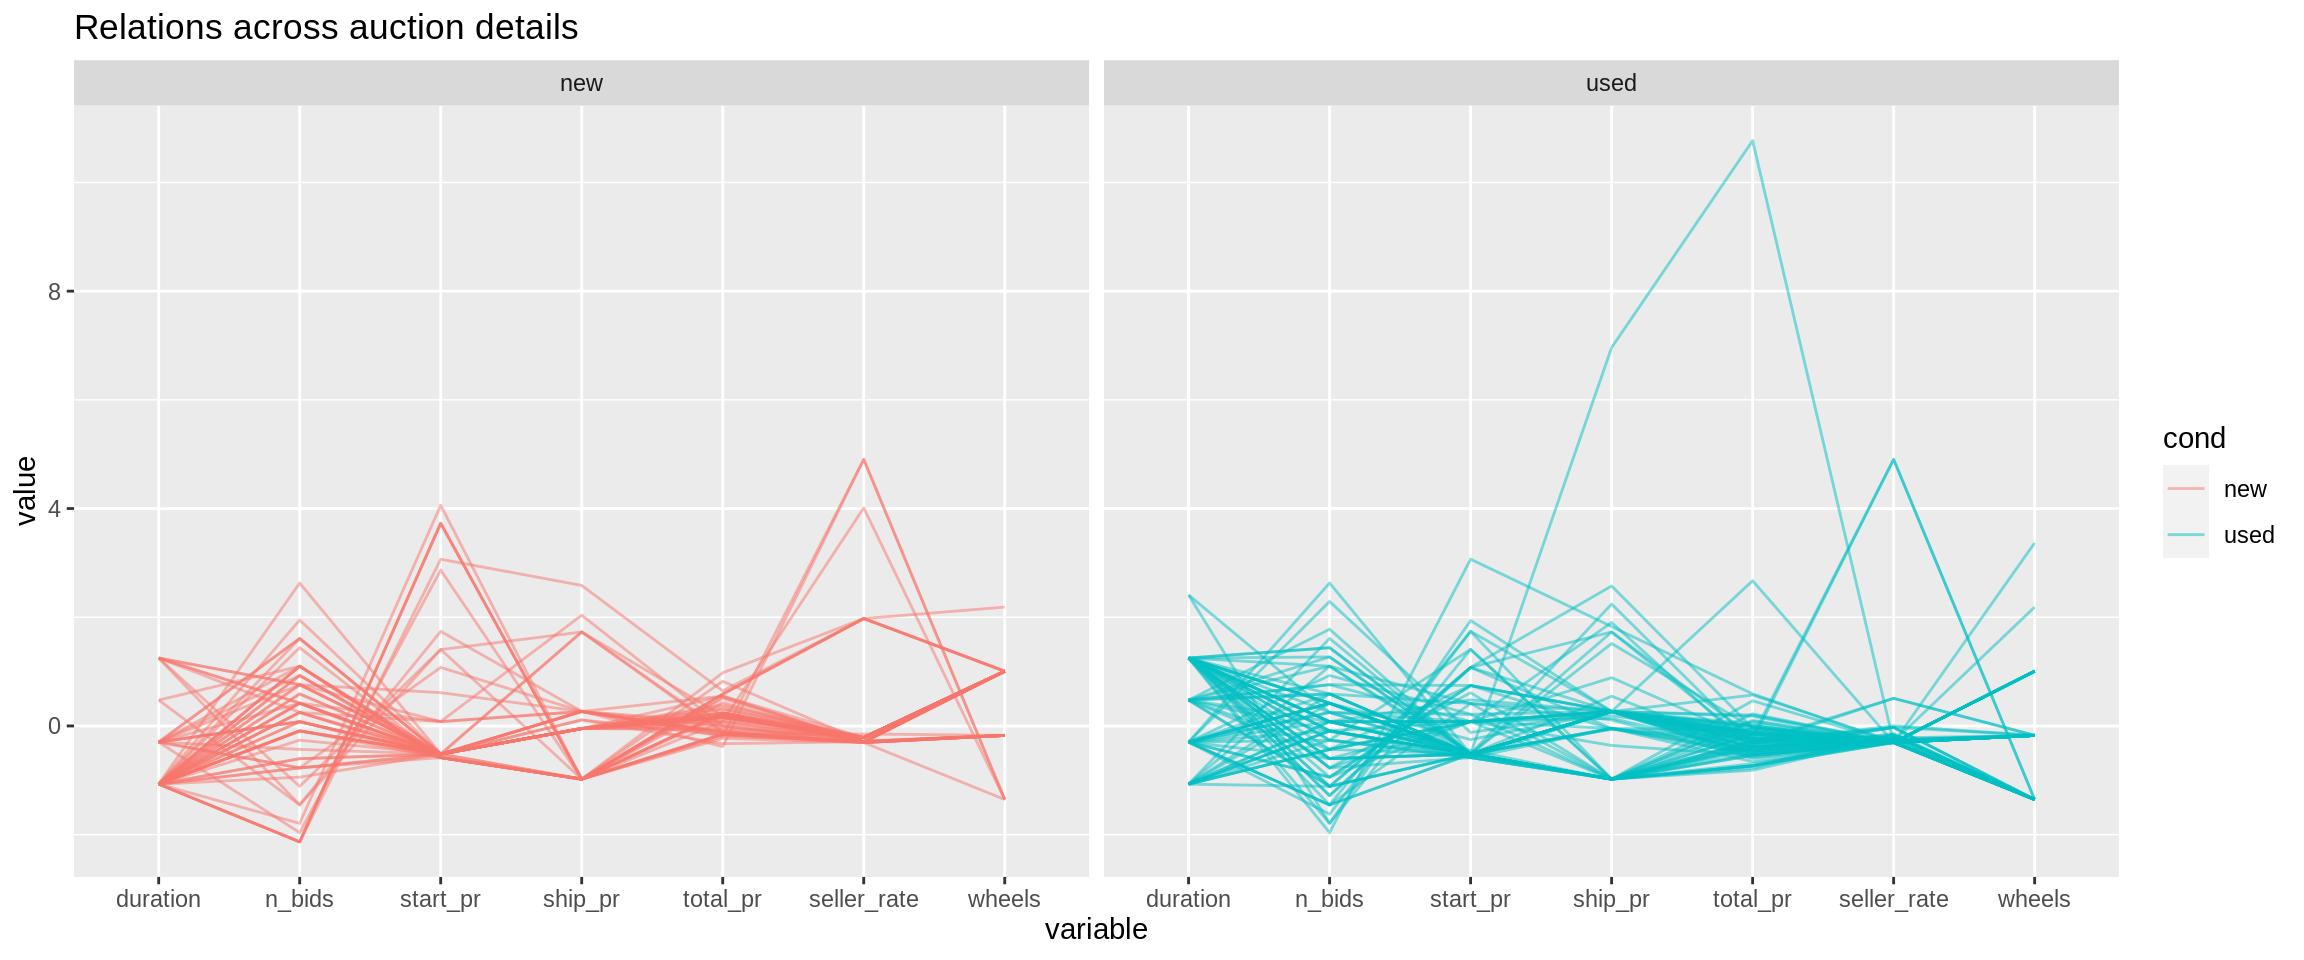 Relations across auction details
new
used
value
8
4
0
duration n_bids start_pr ship_pr total_pr seller_rate wheels
duration n_bids start_pr ship_pr total_pr seller_rate wheels
variable
cond
new
used